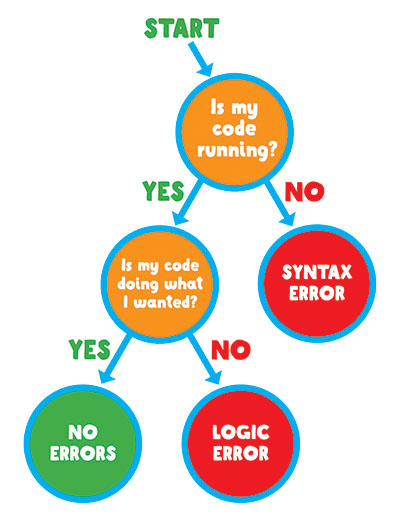 START
Is my
code
running?
YES
NO
Is my code
doing what
I wanted?
SYNTAX
ERROR
YES
NO
NO
ERRORS
LOGIC
ERROR